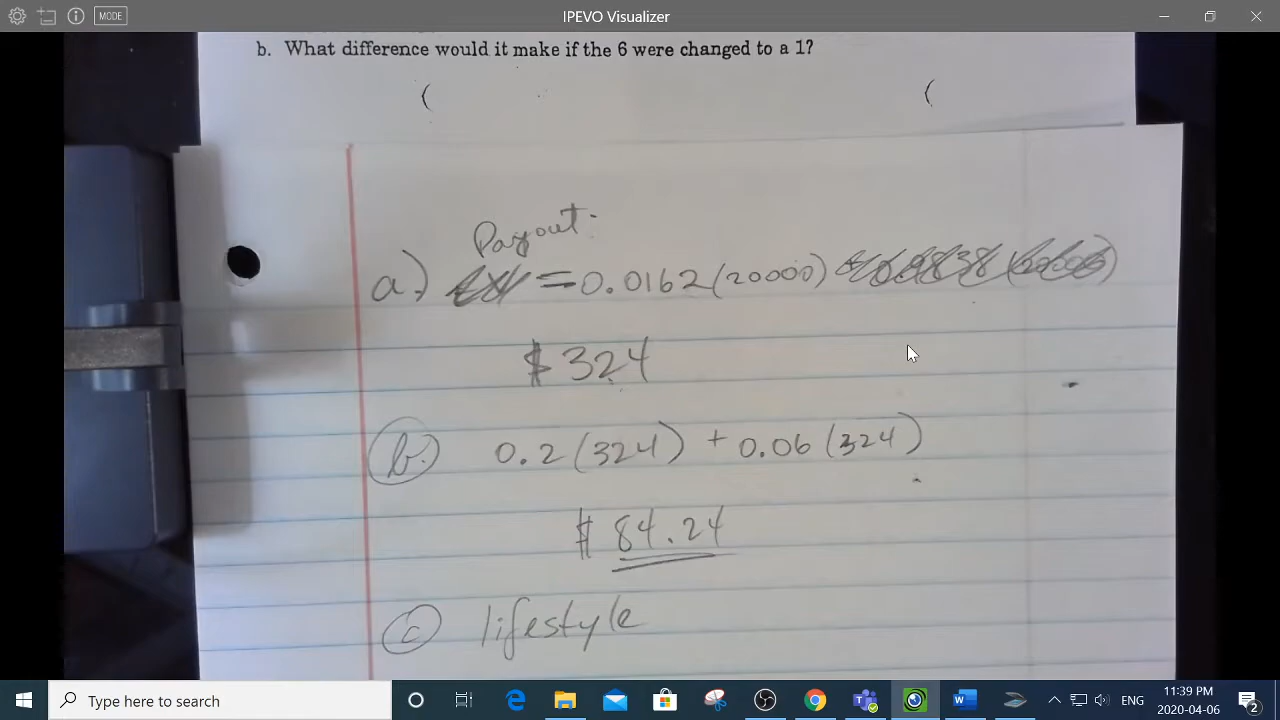 MODE
IPEVO Visualizer
b. What difference would it make if the 6 were changed to a 1?
(
(
Payout:
a.) = 0.0162 (20000)
$ 324
b.) 0.2 (324) + 0.06 (324)
$ 84.24
c lifestyle
Type here to search
ENG
11:39 PM
2020-04-06
2